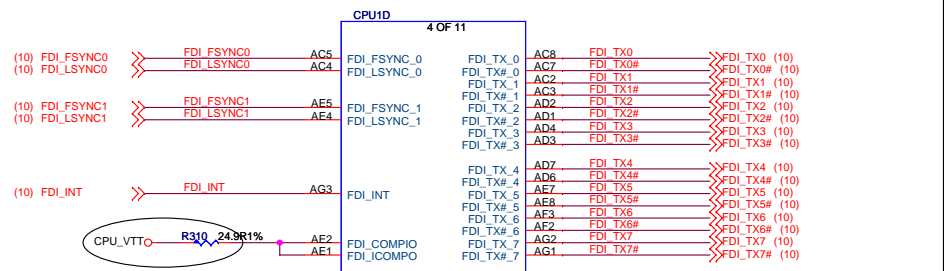 CPU1D
4 OF 11
(10) FDI_FSYNC0 FDI_FSYNC0 AC5 FDI_FSYNC_0 FDI_TX_0 AC8 FDI_TX0 FDI_TX0 (10)
(10) FDI_LSYNC0 FDI_LSYNC0 AC4 FDI_LSYNC_0 FDI_TX#_0 AC7 FDI_TX0# FDI_TX0# (10)
FDI_TX_1 AC2 FDI_TX1 FDI_TX1 (10)
FDI_TX#_1 AC3 FDI_TX1# FDI_TX1# (10)
(10) FDI_FSYNC1 FDI_FSYNC1 AE5 FDI_FSYNC_1 FDI_TX_2 AD2 FDI_TX2 FDI_TX2 (10)
(10) FDI_LSYNC1 FDI_LSYNC1 AE4 FDI_LSYNC_1 FDI_TX#_2 AD1 FDI_TX2# FDI_TX2# (10)
FDI_TX_3 AD4 FDI_TX3 FDI_TX3 (10)
FDI_TX#_3 AD3 FDI_TX3# FDI_TX3# (10)
FDI_TX_4 AD7 FDI_TX4 FDI_TX4 (10)
FDI_TX#_4 AD6 FDI_TX4# FDI_TX4# (10)
(10) FDI_INT FDI_INT AG3 FDI_INT FDI_TX_5 AE7 FDI_TX5 FDI_TX5 (10)
FDI_TX#_5 AE8 FDI_TX5# FDI_TX5# (10)
FDI_TX_6 AF3 FDI_TX6 FDI_TX6 (10)
FDI_TX#_6 AF2 FDI_TX6# FDI_TX6# (10)
CPU_VTT R310 24.9R1% AE2 FDI_COMPIO FDI_TX_7 AG2 FDI_TX7 FDI_TX7 (10)
AE1 FDI_ICOMPO FDI_TX#_7 AG1 FDI_TX7# FDI_TX7# (10)